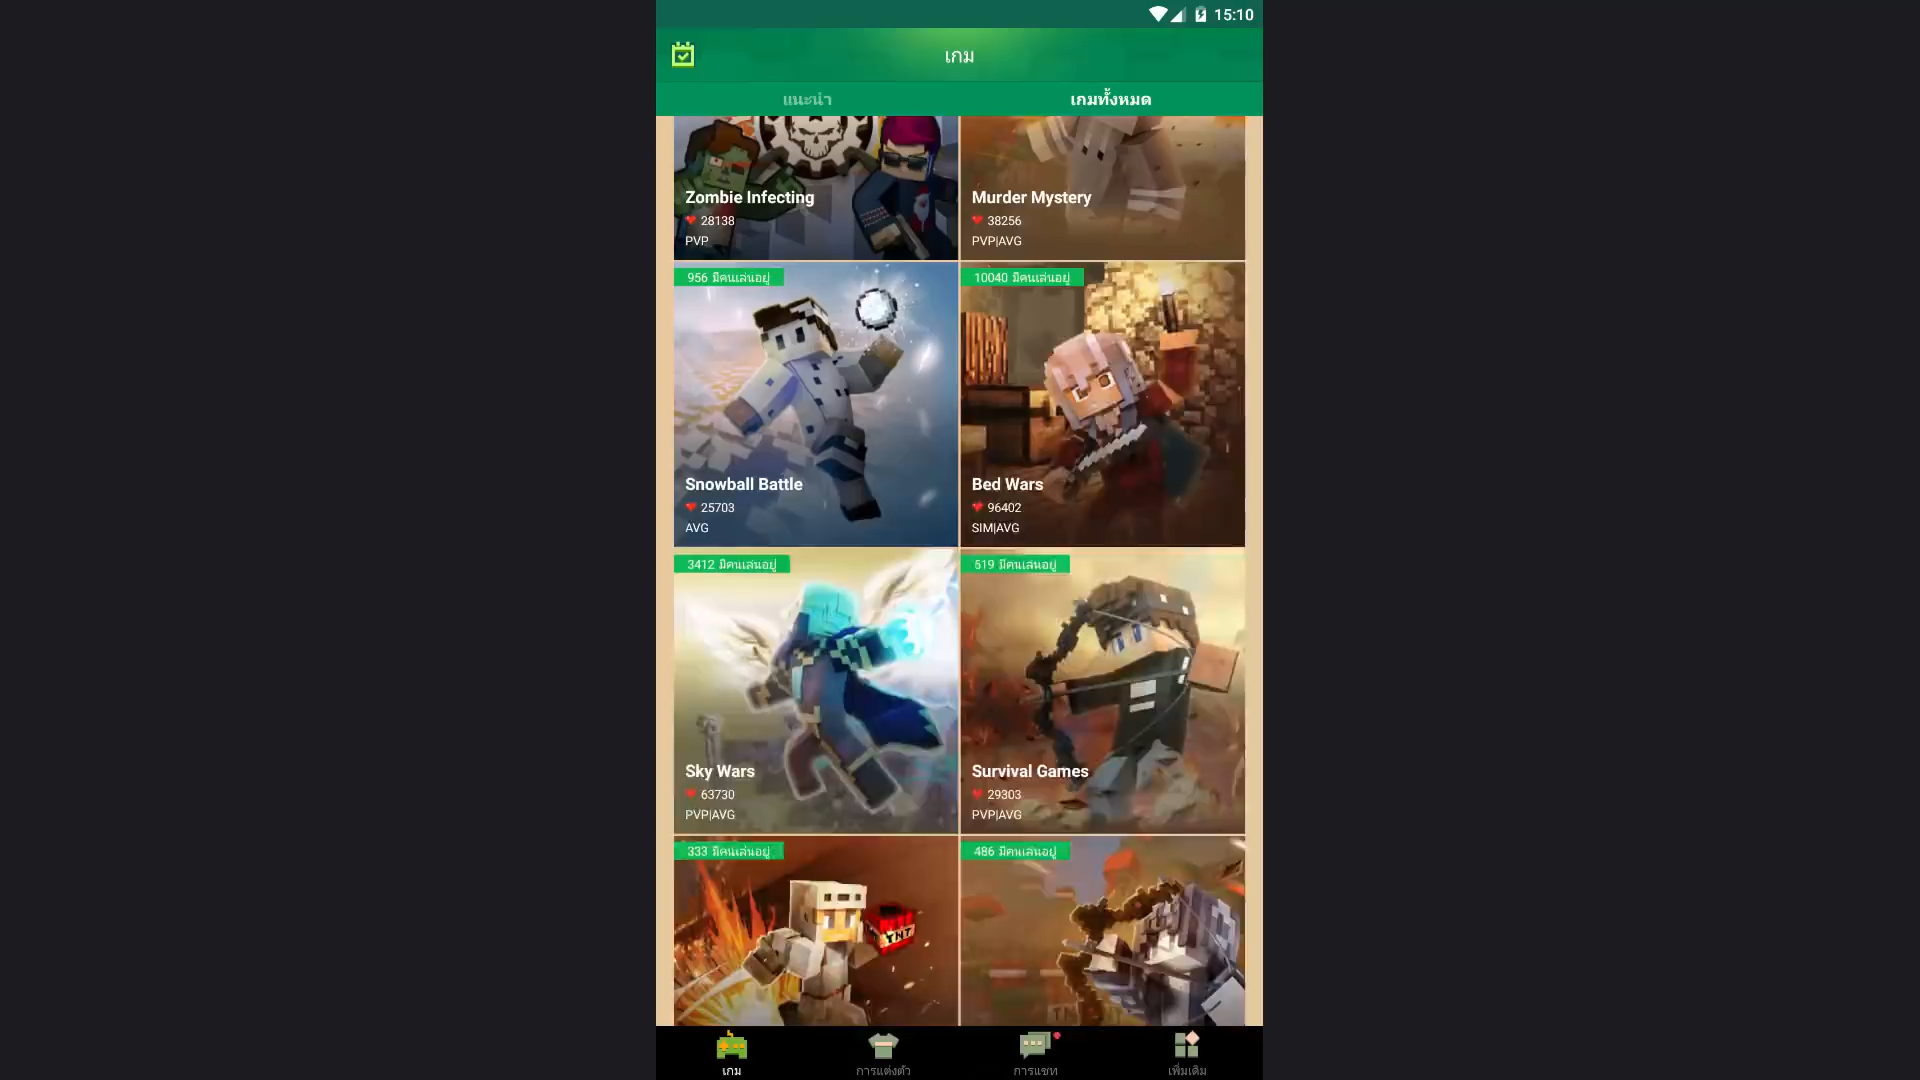 15:10
เกม
แนะนำ
เกมทั้งหมด
Zombie Infecting
28138
PVP
Murder Mystery
38256
PVP|AVG
956 มีคนเล่นอยู่
Snowball Battle
25703
AVG
10040 มีคนเล่นอยู่
Bed Wars
96402
SIM|AVG
3412 มีคนเล่นอยู่
Sky Wars
63730
PVP|AVG
519 มีคนเล่นอยู่
Survival Games
29303
PVP|AVG
333 มีคนเล่นอยู่
TNT
486 มีคนเล่นอยู่
เกม
การแต่งตัว
การแชท
เพิ่มเติม